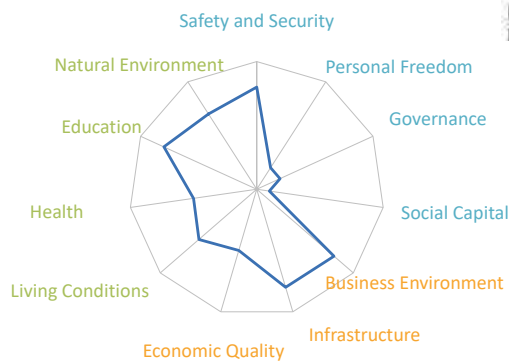 Safety and Security
Natural Environment
Personal Freedom
Education
Governance
Health
Social Capital
Living Conditions
Business Environment
Infrastructure
Economic Quality